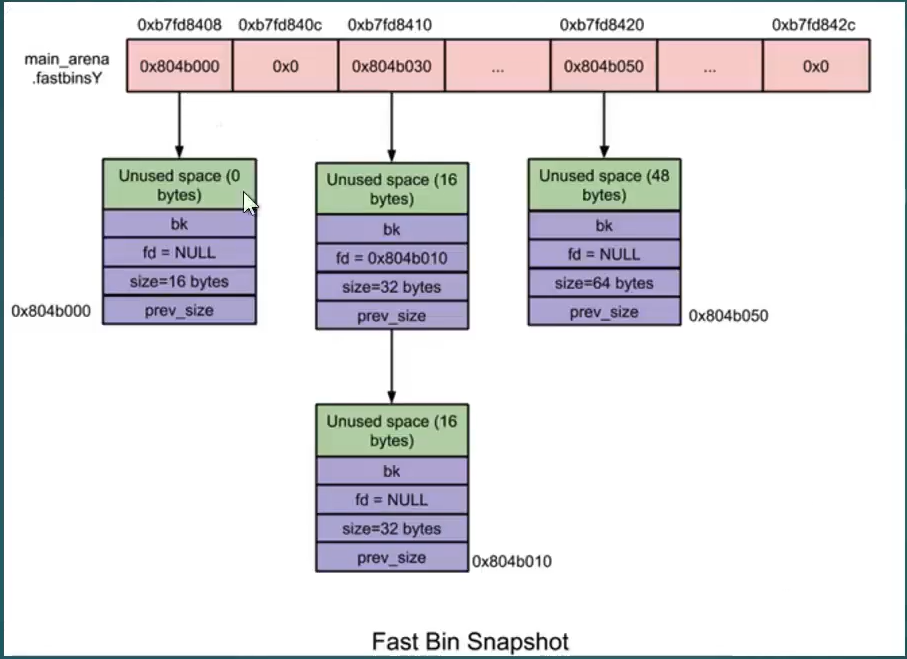 0xb7fd8408 0xb7fd840c 0xb7fd8410 0xb7fd8420 0xb7fd842c
main_arena
.fastbinsY
0x804b000 0x0 0x804b030 ... 0x804b050 ... 0x0
Unused space (0
bytes)
bk
fd = NULL
size=16 bytes
prev_size
0x804b000
Unused space (16
bytes)
bk
fd = 0x804b010
size=32 bytes
prev_size
Unused space (48
bytes)
bk
fd = NULL
size=64 bytes
prev_size
0x804b050
Unused space (16
bytes)
bk
fd = NULL
size=32 bytes
prev_size
0x804b010
Fast Bin Snapshot